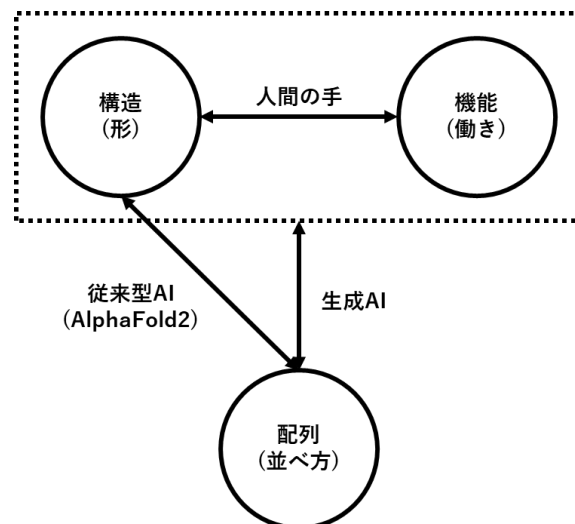 構造
(形)
人間の手
機能
(働き)
従来型AI
(AlphaFold2)
生成AI
配列
(並べ方)